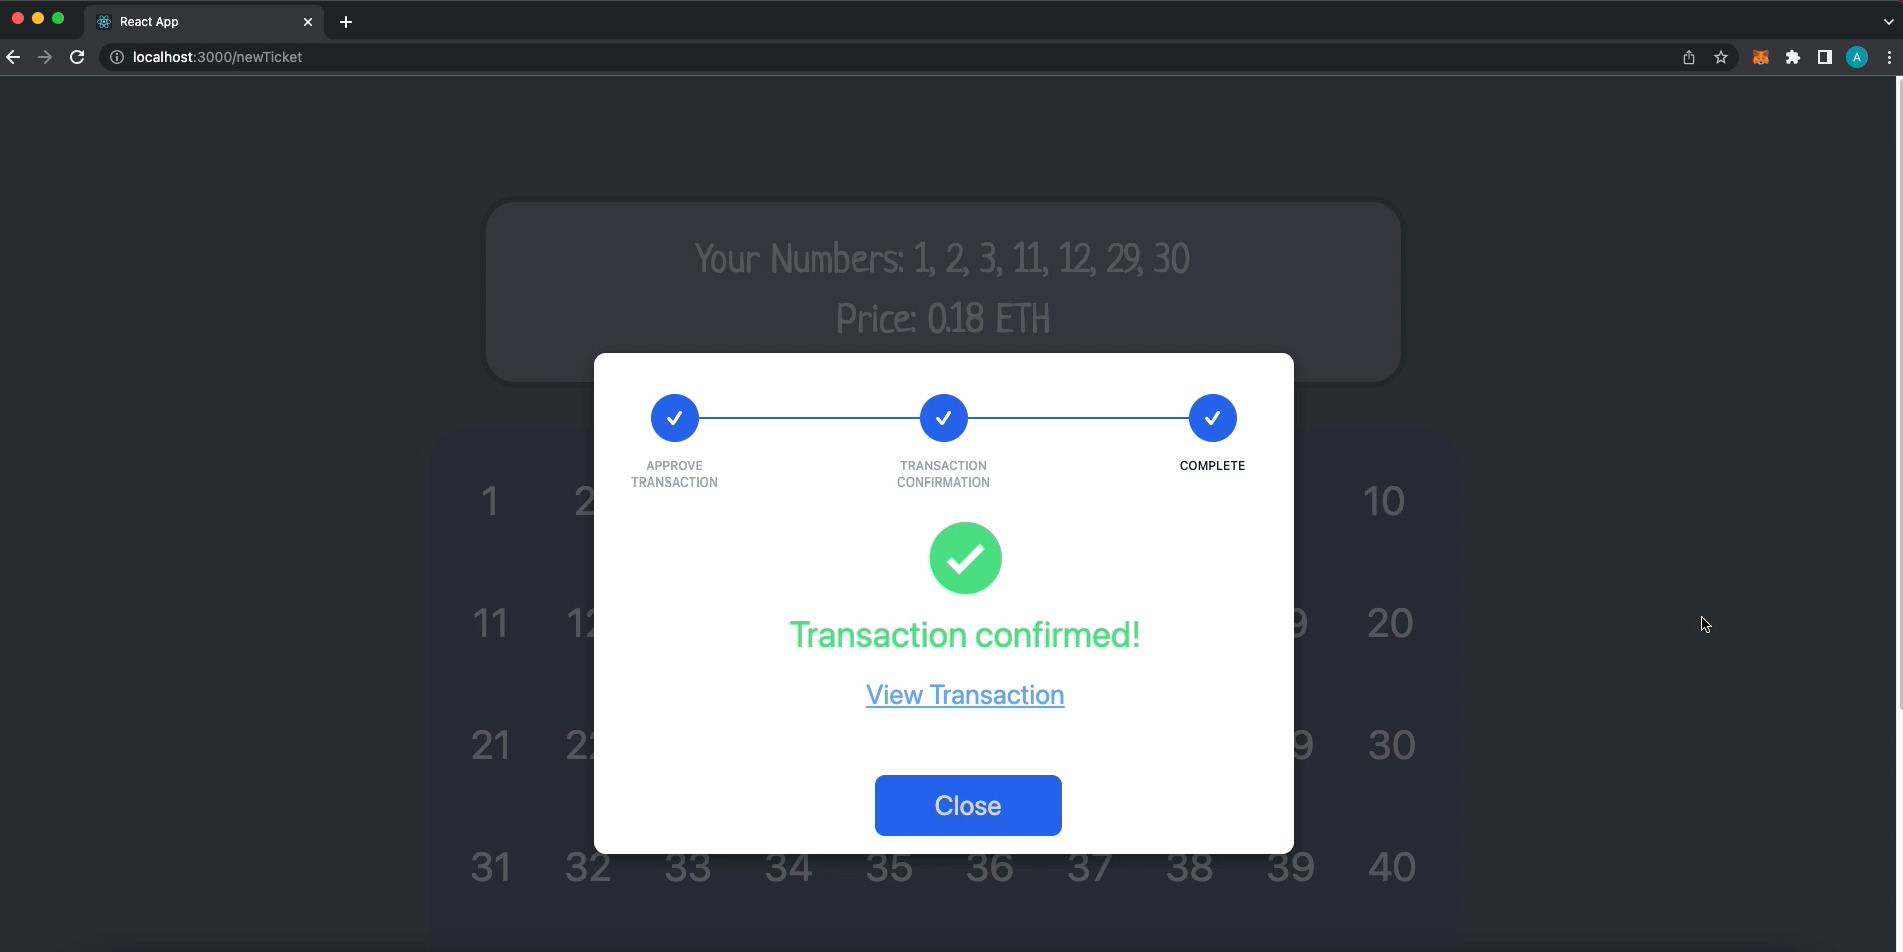 React App
localhost:3000/newTicket
A
Your Numbers: 1, 2, 3, 11, 12, 29, 30
Price: 0.18 ETH
APPROVE
TRANSACTION
TRANSACTION
CONFIRMATION
COMPLETE
1 2 10
Transaction confirmed!
11 12 9 20
View Transaction
21 22 9 30
Close
31 32 33 34 35 36 37 38 39 40